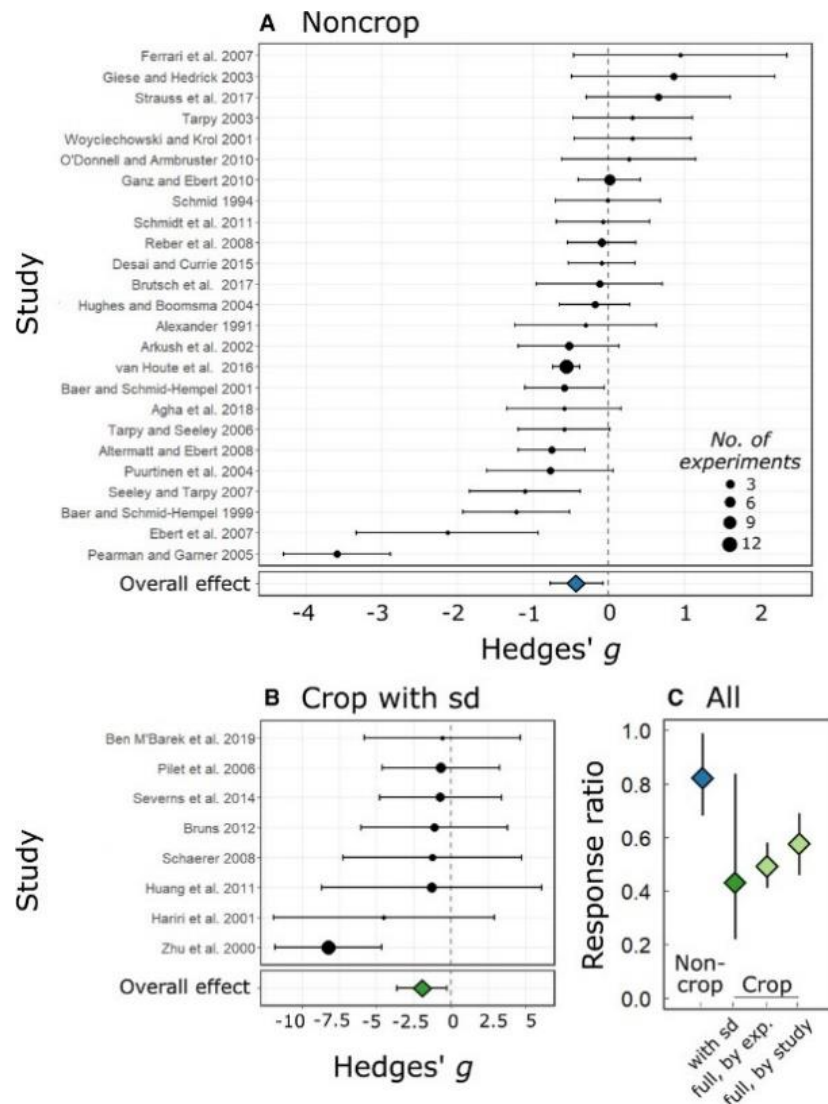 A Noncrop
Study
Ferrari et al. 2007
Giese and Hedrick 2003
Strauss et al. 2017
Tarpy 2003
Woyciechowski and Krol 2001
O'Donnell and Armbruster 2010
Ganz and Ebert 2010
Schmid 1994
Schmidt et al. 2011
Reber et al. 2008
Desai and Currie 2015
Brutsch et al. 2017
Hughes and Boomsma 2004
Alexander 1991
Arkush et al. 2002
van Houte et al. 2016
Baer and Schmid-Hempel 2001
Agha et al. 2018
Tarpy and Seeley 2006
Altermatt and Ebert 2008
Puurtinen et al. 2004
Seeley and Tarpy 2007
Baer and Schmid-Hempel 1999
Ebert et al. 2007
Pearman and Garner 2005
No. of
experiments
3
6
9
12
Overall effect
-4 -3 -2 -1 0 1 2
Hedges' g
B Crop with sd
Study
Ben M'Barek et al. 2019
Pilet et al. 2006
Severns et al. 2014
Bruns 2012
Schaerer 2008
Huang et al. 2011
Hariri et al. 2001
Zhu et al. 2000
Overall effect
-10 -7.5 -5 -2.5 0 2.5 5
Hedges' g
C All
Response ratio
1.0
0.8
0.6
0.4
0.2
0.0
Non-
crop
Crop
with sd
full, by exp.
full, by study